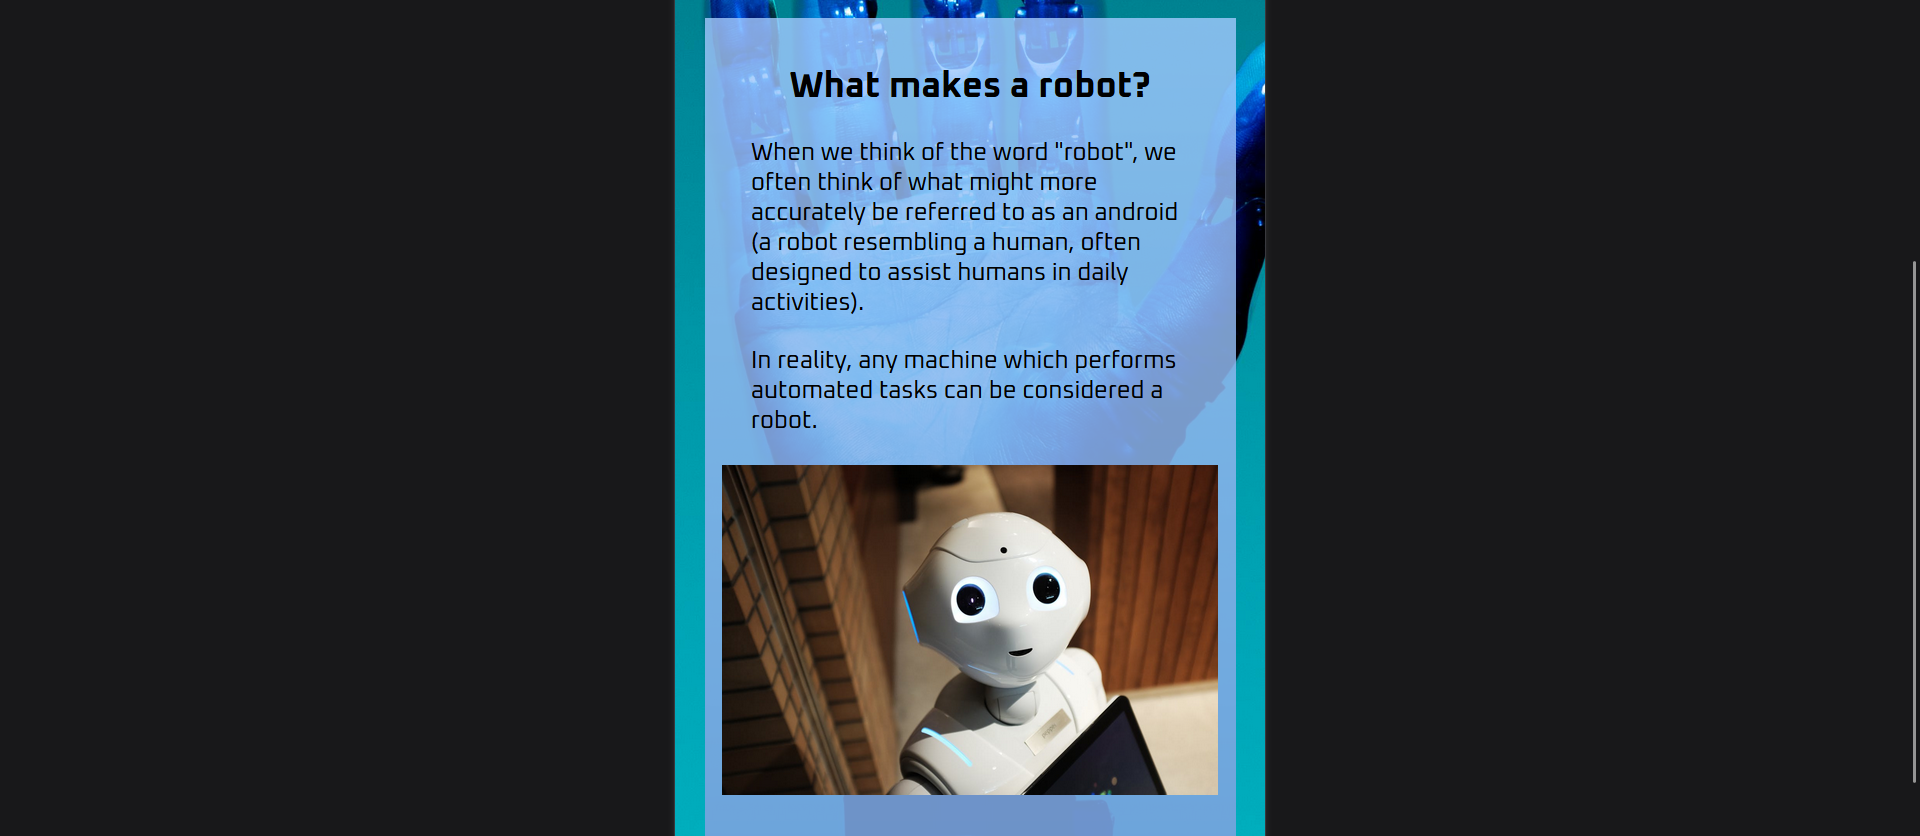 What makes a robot?
When we think of the word "robot", we
often think of what might more
accurately be referred to as an android
(a robot resembling a human, often
designed to assist humans in daily
activities).
In reality, any machine which performs
automated tasks can be considered a
robot.